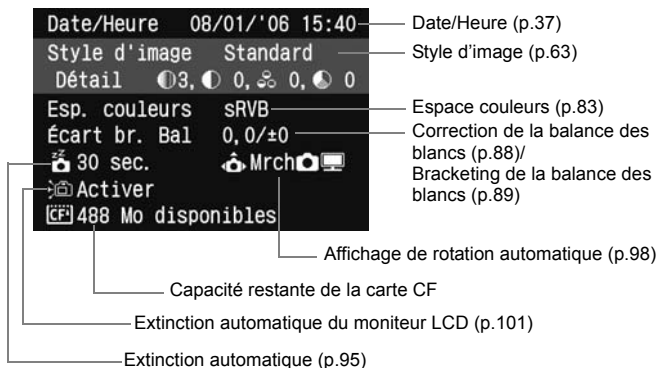 Date/Heure 08/01/'06 15:40
Date/Heure (p.37)
Style d'image Standard
Style d’image (p.63)
Détail 3, 0, 0, 0
Esp. couleurs sRVB
Espace couleurs (p.83)
Écart br. Bal 0,0/±0
Correction de la balance des
blancs (p.88)/
Bracketing de la balance des
blancs (p.89)
30 sec. Mrch
Activer
CF 488 Mo disponibles
Affichage de rotation automatique (p.98)
Capacité restante de la carte CF
Extinction automatique du moniteur LCD (p.101)
Extinction automatique (p.95)